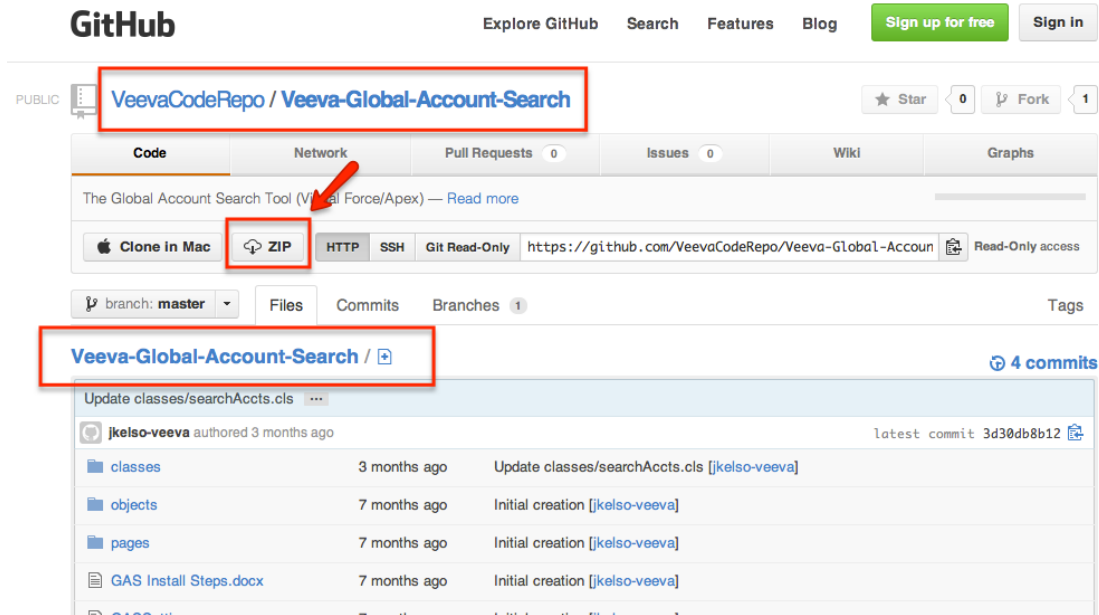 GitHub Explore GitHub Search Features Blog Sign up for free Sign in
PUBLIC VeevaCodeRepo / Veeva-Global-Account-Search Star 0 Fork 1
Code Network Pull Requests 0 Issues 0 Wiki Graphs
The Global Account Search Tool (Vi al Force/Apex) — Read more
Clone in Mac ZIP HTTP SSH Git Read-Only https://github.com/VeevaCodeRepo/Veeva-Global-Accoun Read-Only access
branch: master Files Commits Branches 1 Tags
Veeva-Global-Account-Search /
4 commits
Update classes/searchAccts.cls ...
jkelso-veeva authored 3 months ago latest commit 3d30db8b12
classes 3 months ago Update classes/searchAccts.cls [jkelso-veeva]
objects 7 months ago Initial creation [jkelso-veeva]
pages 7 months ago Initial creation [jkelso-veeva]
GAS Install Steps.docx 7 months ago Initial creation [jkelso-veeva]